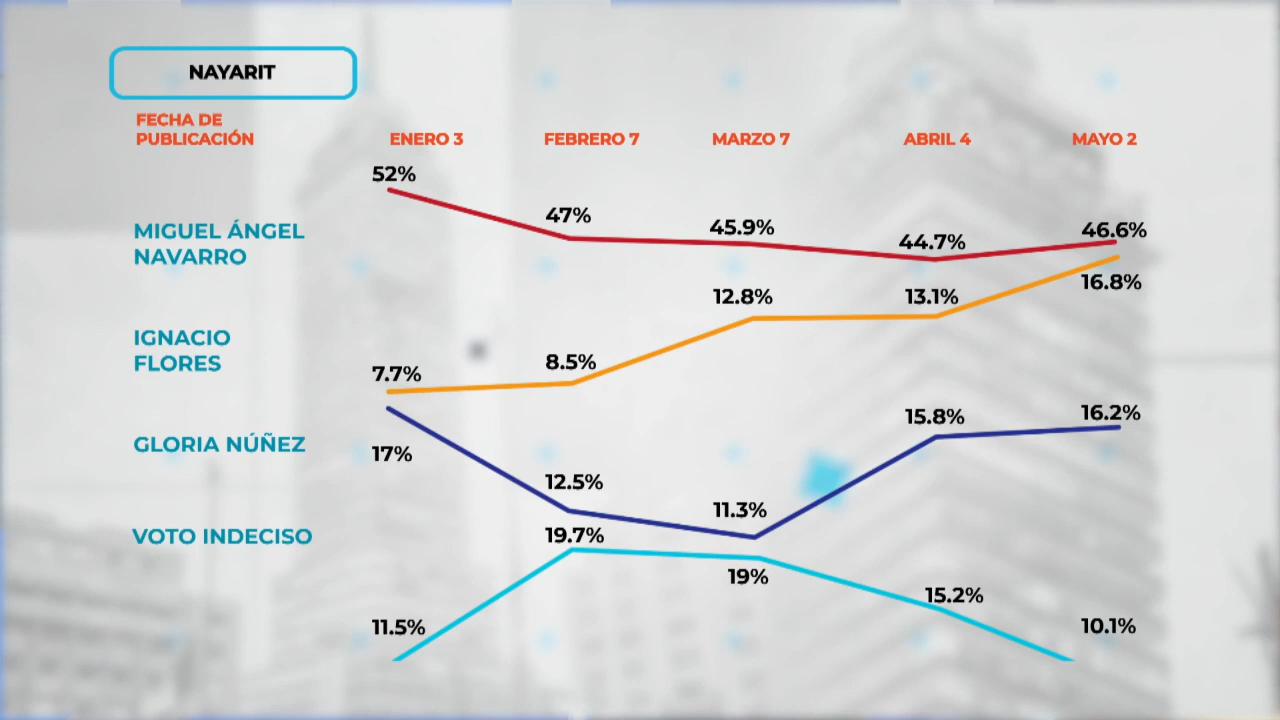 NAYARIT
FECHA DE
PUBLICACIÓN
ENERO 3
FEBRERO 7
MARZO 7
ABRIL 4
MAYO 2
MIGUEL ÁNGEL
NAVARRO
52%
47%
45.9%
44.7%
46.6%
IGNACIO
FLORES
7.7%
8.5%
12.8%
13.1%
16.8%
GLORIA NÚÑEZ
17%
12.5%
11.3%
15.8%
16.2%
VOTO INDECISO
11.5%
19.7%
19%
15.2%
10.1%